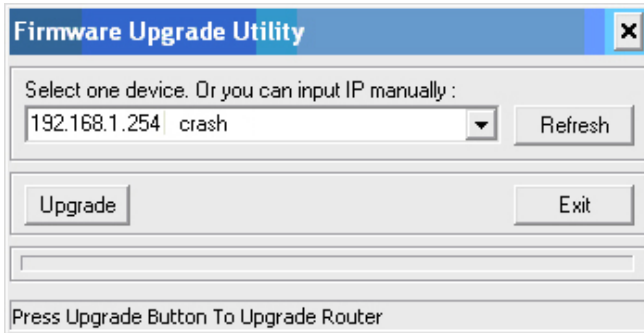 Firmware Upgrade Utility
Select one device. Or you can input IP manually :
192.168.1.254 crash
Refresh
Upgrade
Exit
Press Upgrade Button To Upgrade Router